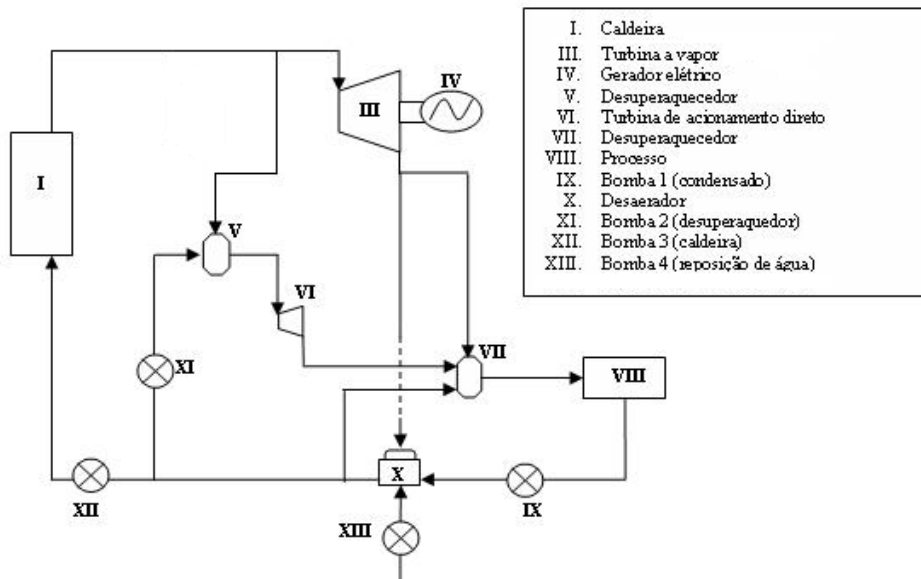 I. Caldeira
III. Turbina a vapor
IV. Gerador elétrico
V. Desuperaquecedor
VI. Turbina de acionamento direto
VII. Desuperaquecedor
VIII. Processo
IX. Bomba 1 (condensado)
X. Desaerador
XI. Bomba 2 (desuperaquedor)
XII. Bomba 3 (caldeira)
XIII. Bomba 4 (reposição de água)
IV
III
I
V
VI
VII
XI
VIII
X
XII
IX
XIII